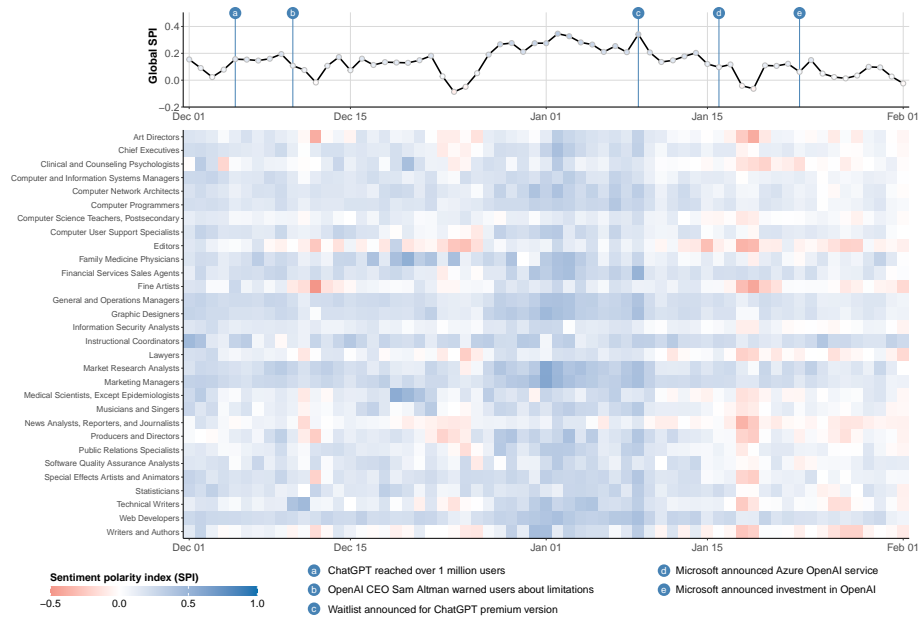 a b c d e
Global SPI
0.4
0.2
0.0
−0.2
Dec 01 Dec 15 Jan 01 Jan 15 Feb 01
Art Directors
Chief Executives
Clinical and Counseling Psychologists
Computer and Information Systems Managers
Computer Network Architects
Computer Programmers
Computer Science Teachers, Postsecondary
Computer User Support Specialists
Editors
Family Medicine Physicians
Financial Services Sales Agents
Fine Artists
General and Operations Managers
Graphic Designers
Information Security Analysts
Instructional Coordinators
Lawyers
Market Research Analysts
Marketing Managers
Medical Scientists, Except Epidemiologists
Musicians and Singers
News Analysts, Reporters, and Journalists
Producers and Directors
Public Relations Specialists
Software Quality Assurance Analysts
Special Effects Artists and Animators
Statisticians
Technical Writers
Web Developers
Writers and Authors
Dec 01 Dec 15 Jan 01 Jan 15 Feb 01
Sentiment polarity index (SPI)
−0.5 0.0 0.5 1.0
a ChatGPT reached over 1 million users
b OpenAI CEO Sam Altman warned users about limitations
c Waitlist announced for ChatGPT premium version
d Microsoft announced Azure OpenAI service
e Microsoft announced investment in OpenAI